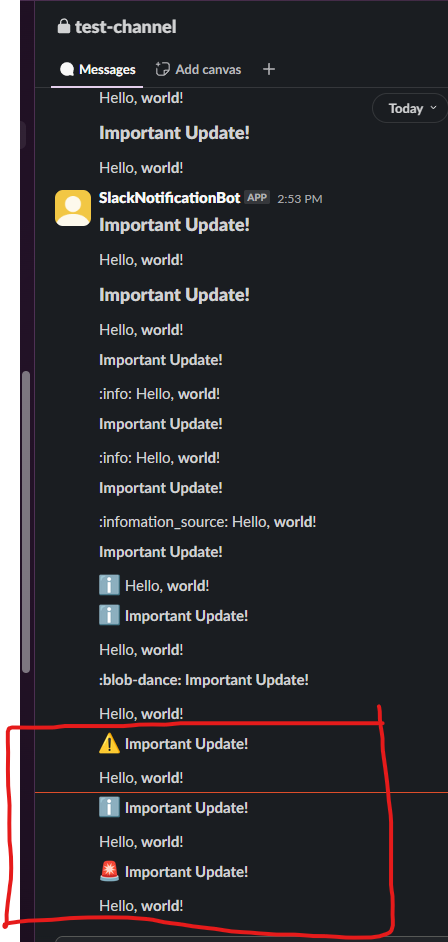 test-channel
Messages Add canvas
Hello, world!
Today
Important Update!
Hello, world!
SlackNotificationBot APP 2:53 PM
Important Update!
Hello, world!
Important Update!
Hello, world!
Important Update!
:info: Hello, world!
Important Update!
:info: Hello, world!
Important Update!
:infomation_source: Hello, world!
Important Update!
ℹ️ Hello, world!
ℹ️ Important Update!
Hello, world!
:blob-dance: Important Update!
Hello, world!
⚠️ Important Update!
Hello, world!
ℹ️ Important Update!
Hello, world!
🚨 Important Update!
Hello, world!